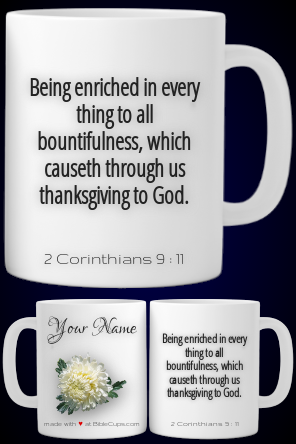 Being enriched in every
thing to all
bountifulness, which
causeth through us
thanksgiving to God.
2 Corinthians 9 : 11
Your Name
made with ♥ at BibleCups.com
Being enriched in every
thing to all
bountifulness, which
causeth through us
thanksgiving to God.
2 Corinthians 9 : 11